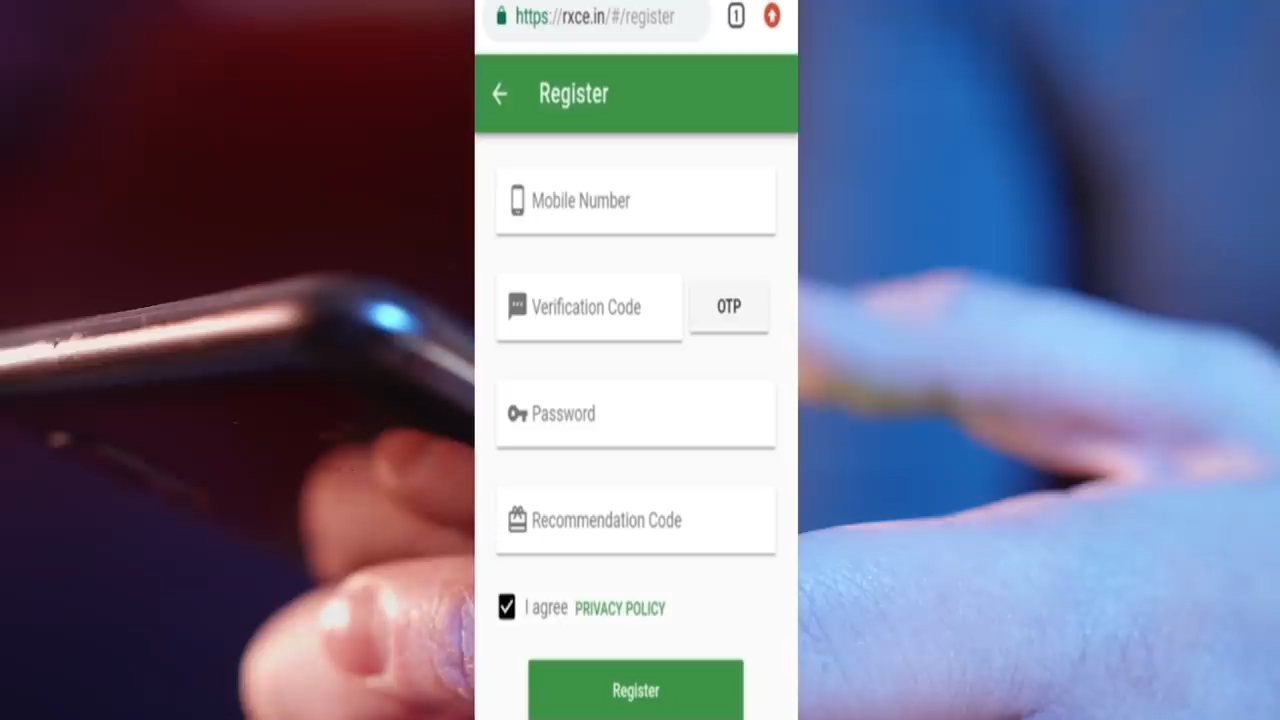 https://rxce.in/#/register
1
Register
Mobile Number
Verification Code
OTP
Password
Recommendation Code
I agree PRIVACY POLICY
Register